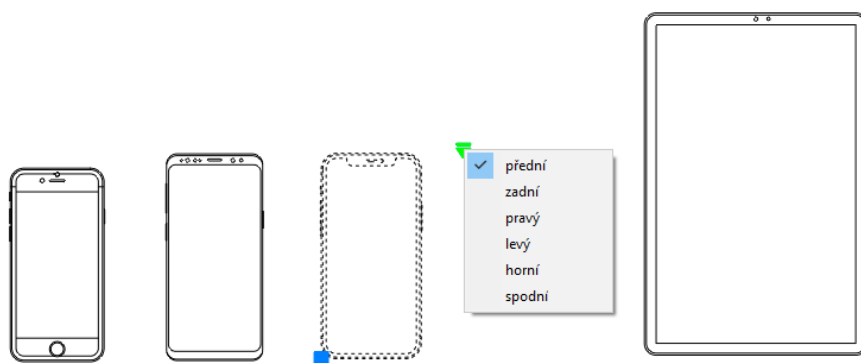 přední
zadní
pravý
levý
horní
spodní